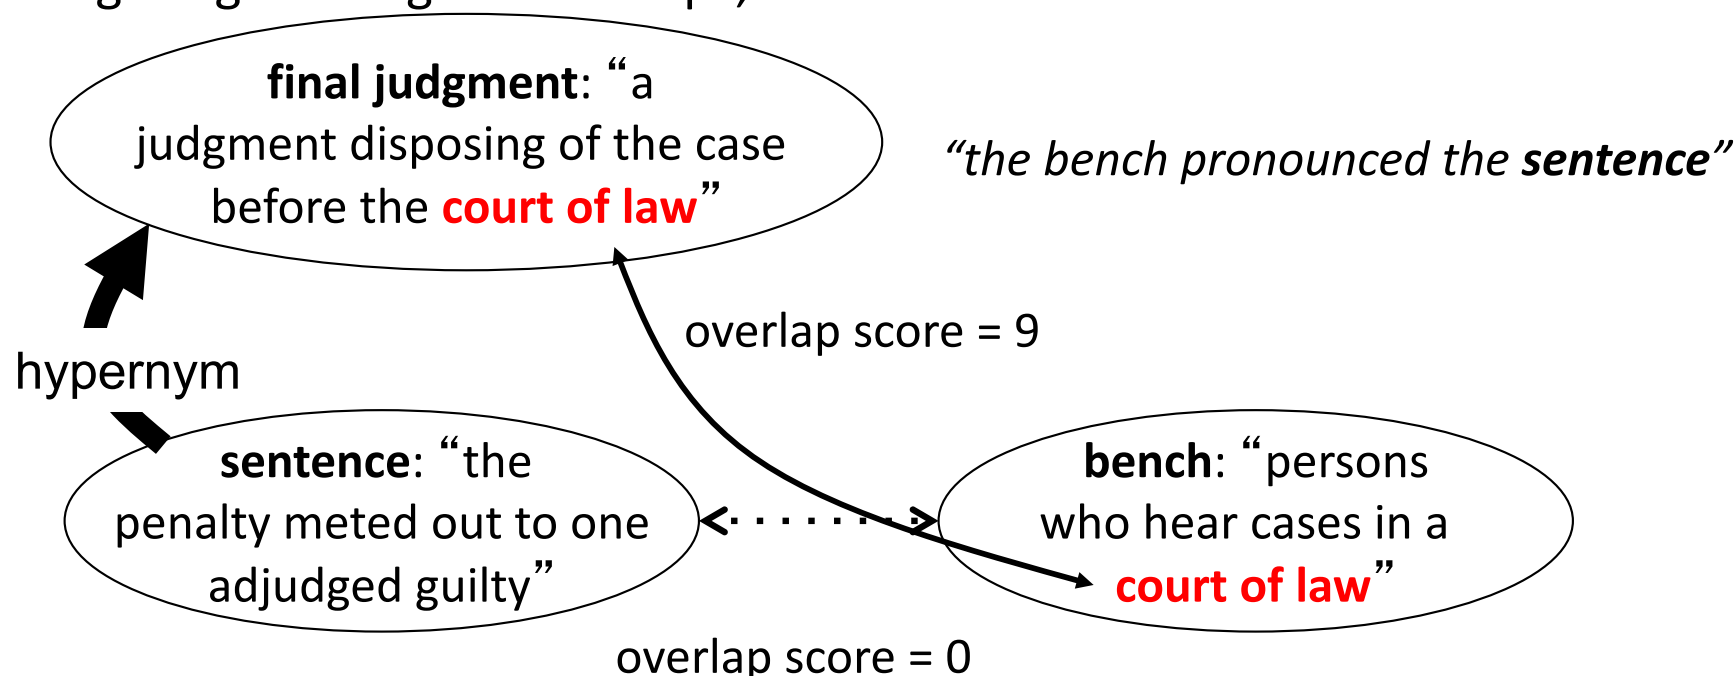 final judgment: “a
judgment disposing of the case
before the court of law”
“the bench pronounced the sentence”
overlap score = 9
hypernym
sentence: “the
penalty meted out to one
adjudged guilty”
bench: “persons
who hear cases in a
court of law”
overlap score = 0